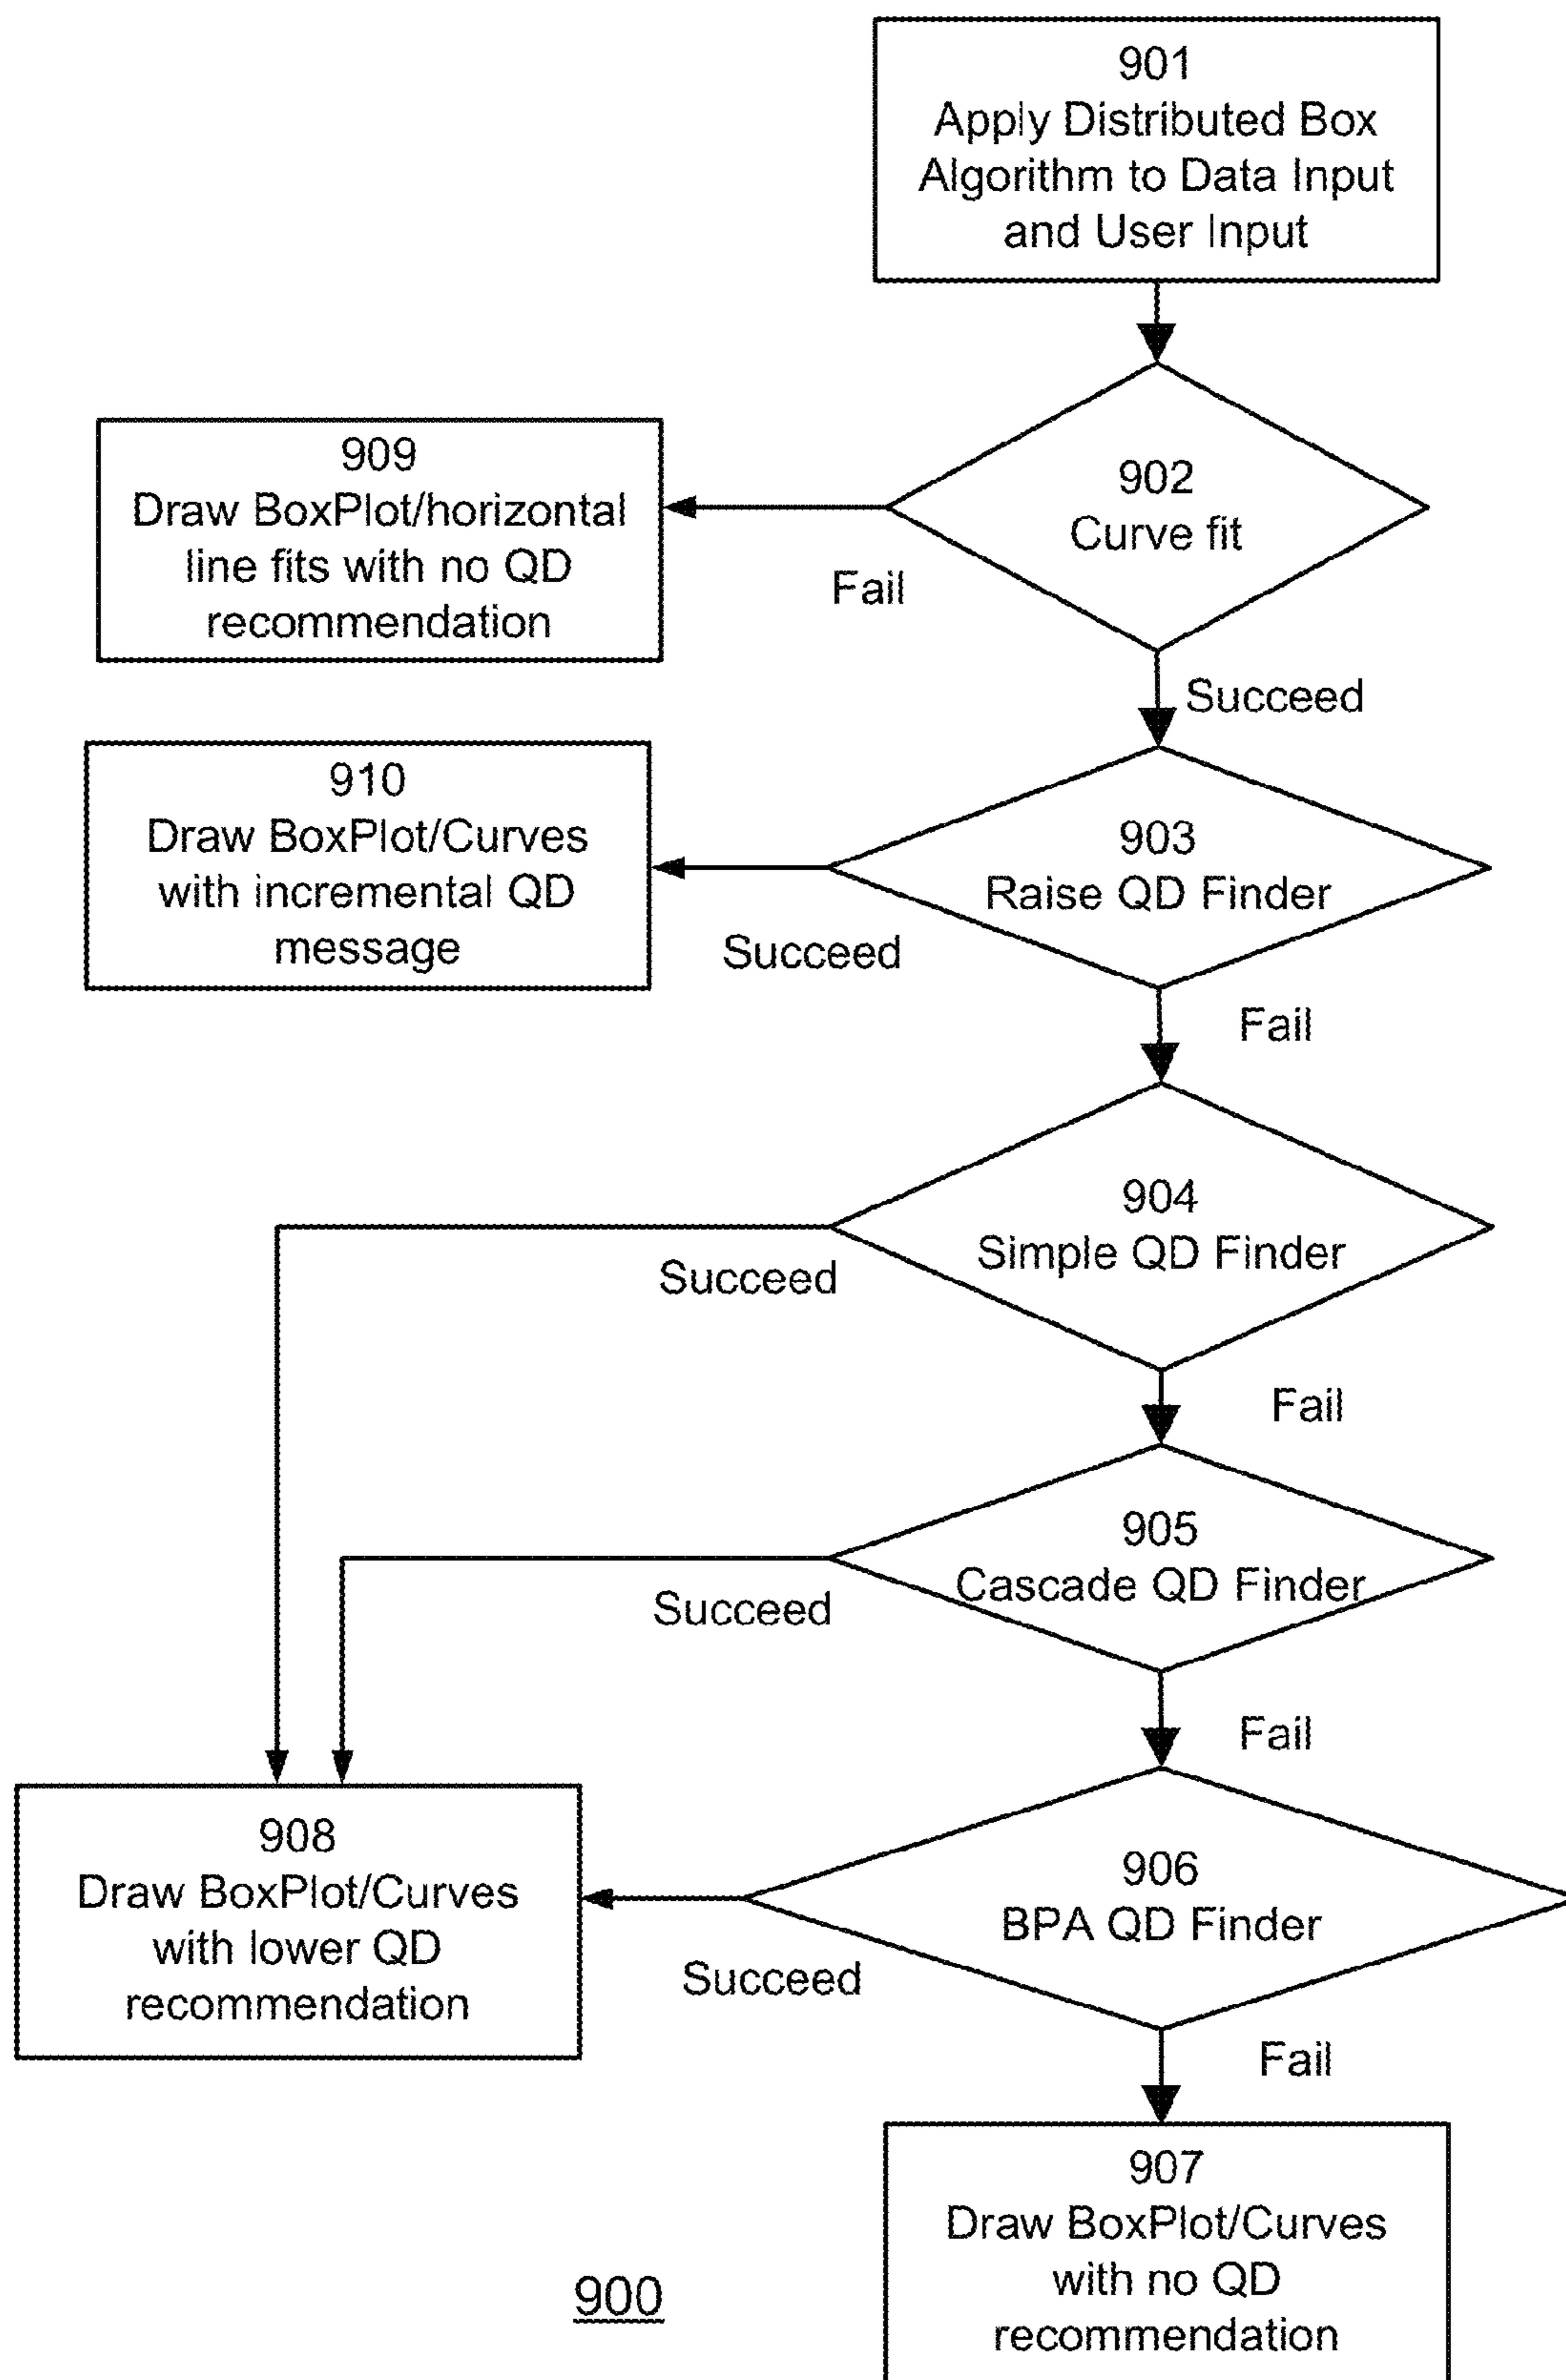 901
Apply Distributed Box
Algorithm to Data Input
and User Input
902
Curve fit
Fail
909
Draw BoxPlot/horizontal
line fits with no QD
recommendation
Succeed
903
Raise QD Finder
Succeed
910
Draw BoxPlot/Curves
with incremental QD
message
Fail
904
Simple QD Finder
Succeed
Fail
905
Cascade QD Finder
Succeed
Fail
906
BPA QD Finder
Succeed
908
Draw BoxPlot/Curves
with lower QD
recommendation
Fail
907
Draw BoxPlot/Curves
with no QD
recommendation
900